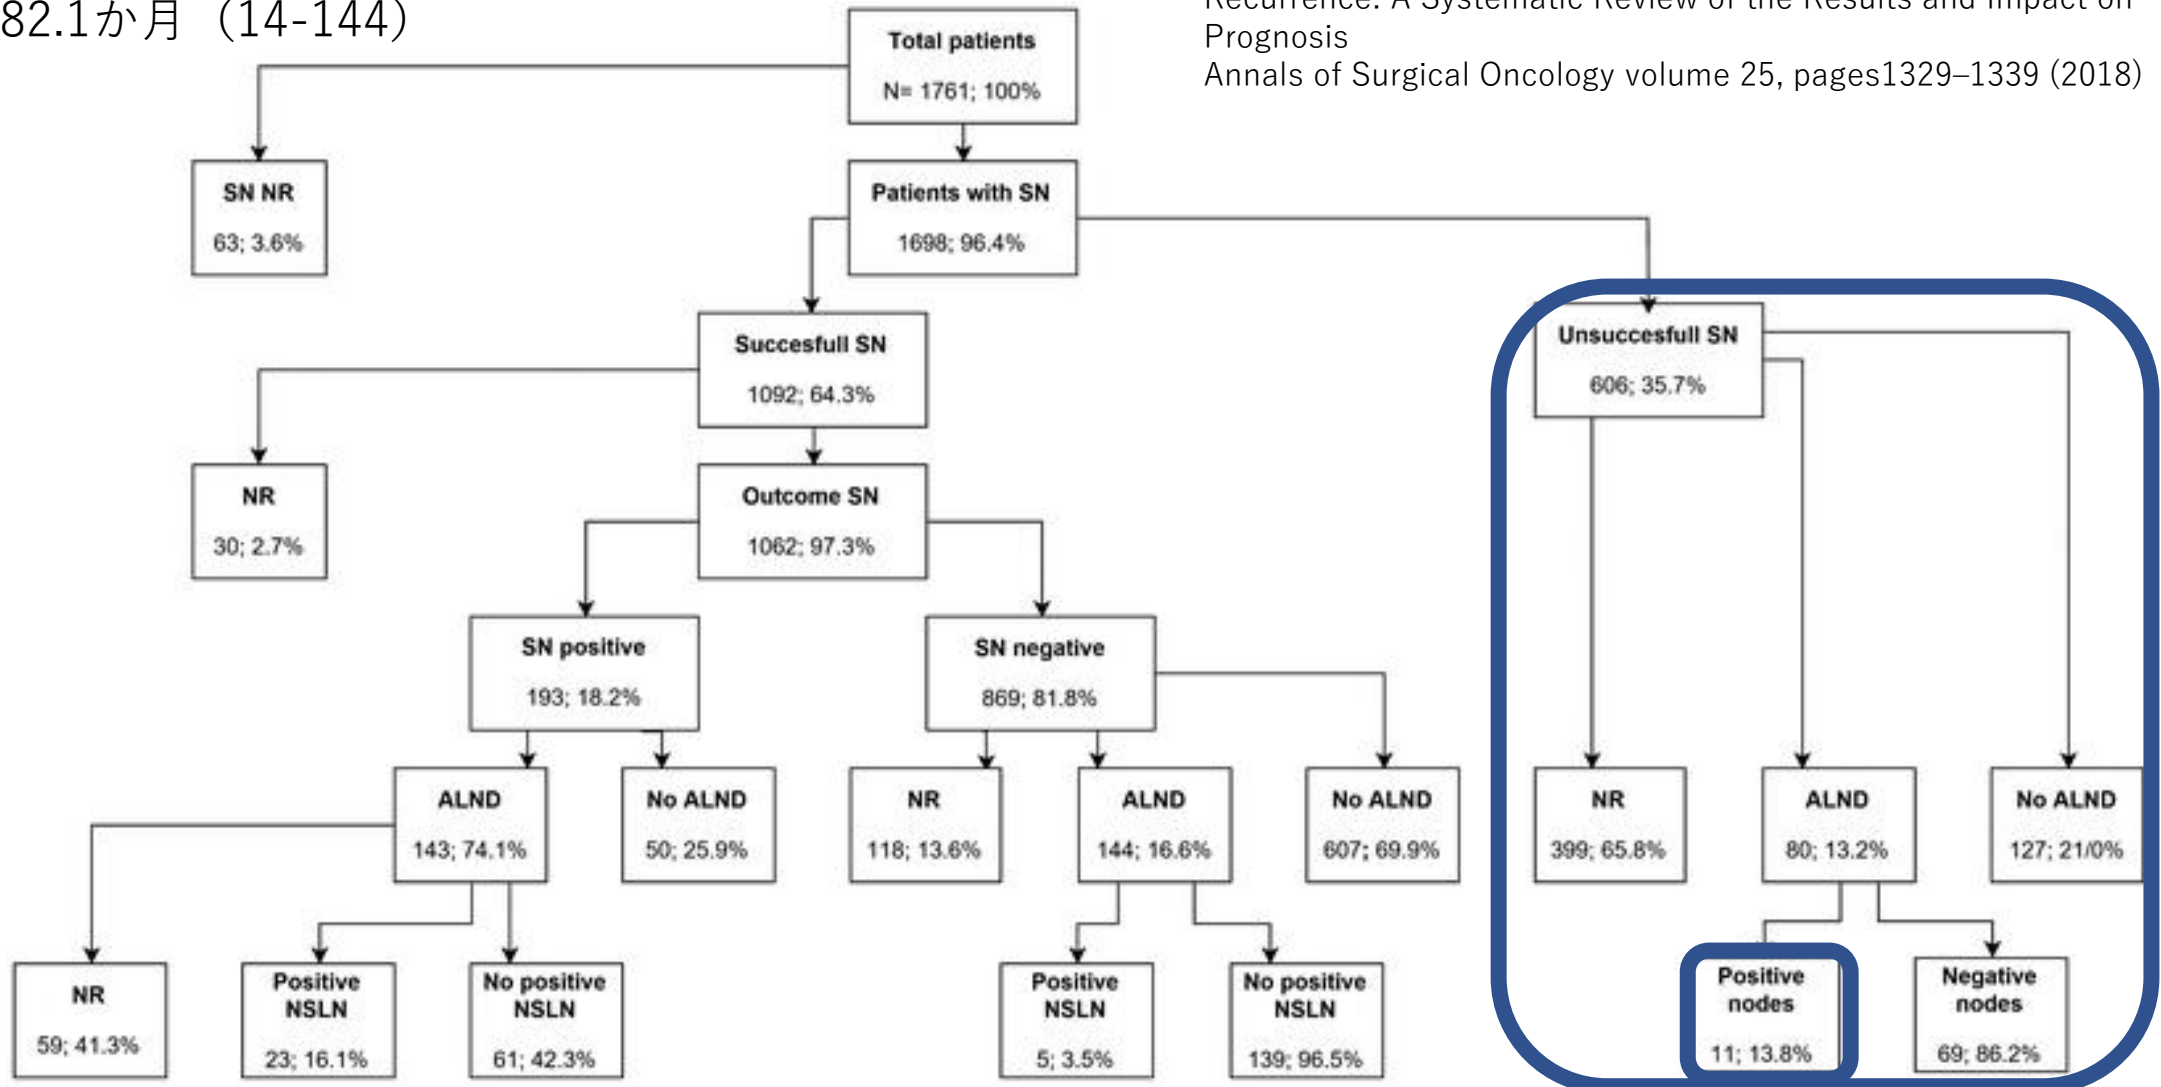 82.1か月（14-144）
Recurrence: A Systematic Review of the Results and Impact on
Prognosis
Annals of Surgical Oncology volume 25, pages1329–1339 (2018)
Total patients
N= 1761; 100%
SN NR
63; 3.6%
Patients with SN
1698; 96.4%
Succesfull SN
1092; 64.3%
Unsuccesfull SN
606; 35.7%
NR
30; 2.7%
Outcome SN
1062; 97.3%
SN positive
193; 18.2%
SN negative
869; 81.8%
ALND
143; 74.1%
No ALND
50; 25.9%
NR
118; 13.6%
ALND
144; 16.6%
No ALND
607; 69.9%
NR
399; 65.8%
ALND
80; 13.2%
No ALND
127; 21/0%
NR
59; 41.3%
Positive
NSLN
23; 16.1%
No positive
NSLN
61; 42.3%
Positive
NSLN
5; 3.5%
No positive
NSLN
139; 96.5%
Positive
nodes
11; 13.8%
Negative
nodes
69; 86.2%